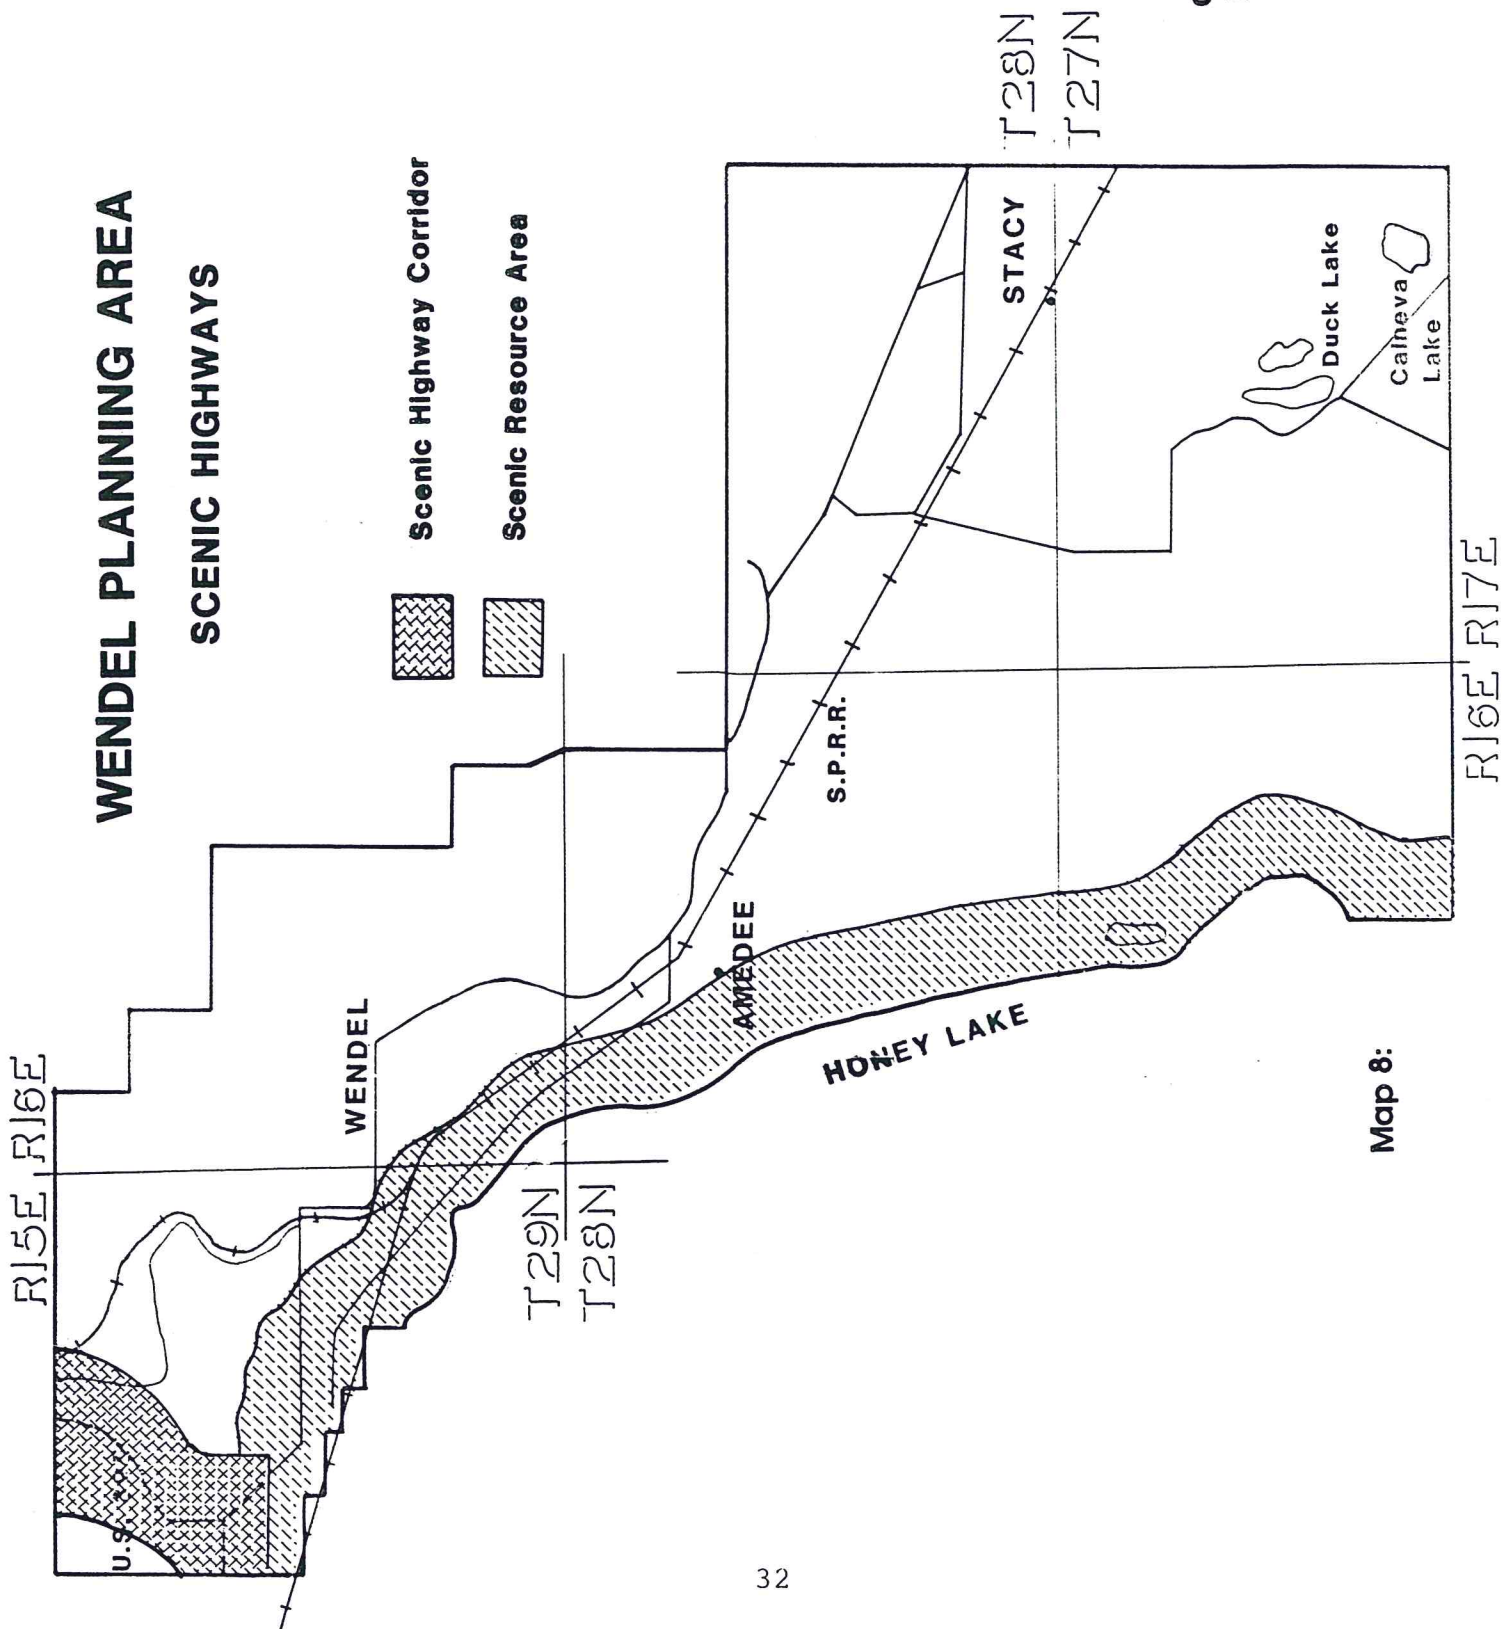 WENDEL PLANNING AREA
SCENIC HIGHWAYS
Scenic Highway Corridor
Scenic Resource Area
R15E R16E
T29N
T28N
WENDEL
U.S.
AMEDEE
S.P.R.R.
HONEY LAKE
STACY
T28N
T27N
Duck Lake
Calneva
Lake
R16E R17E
Map 8:
32